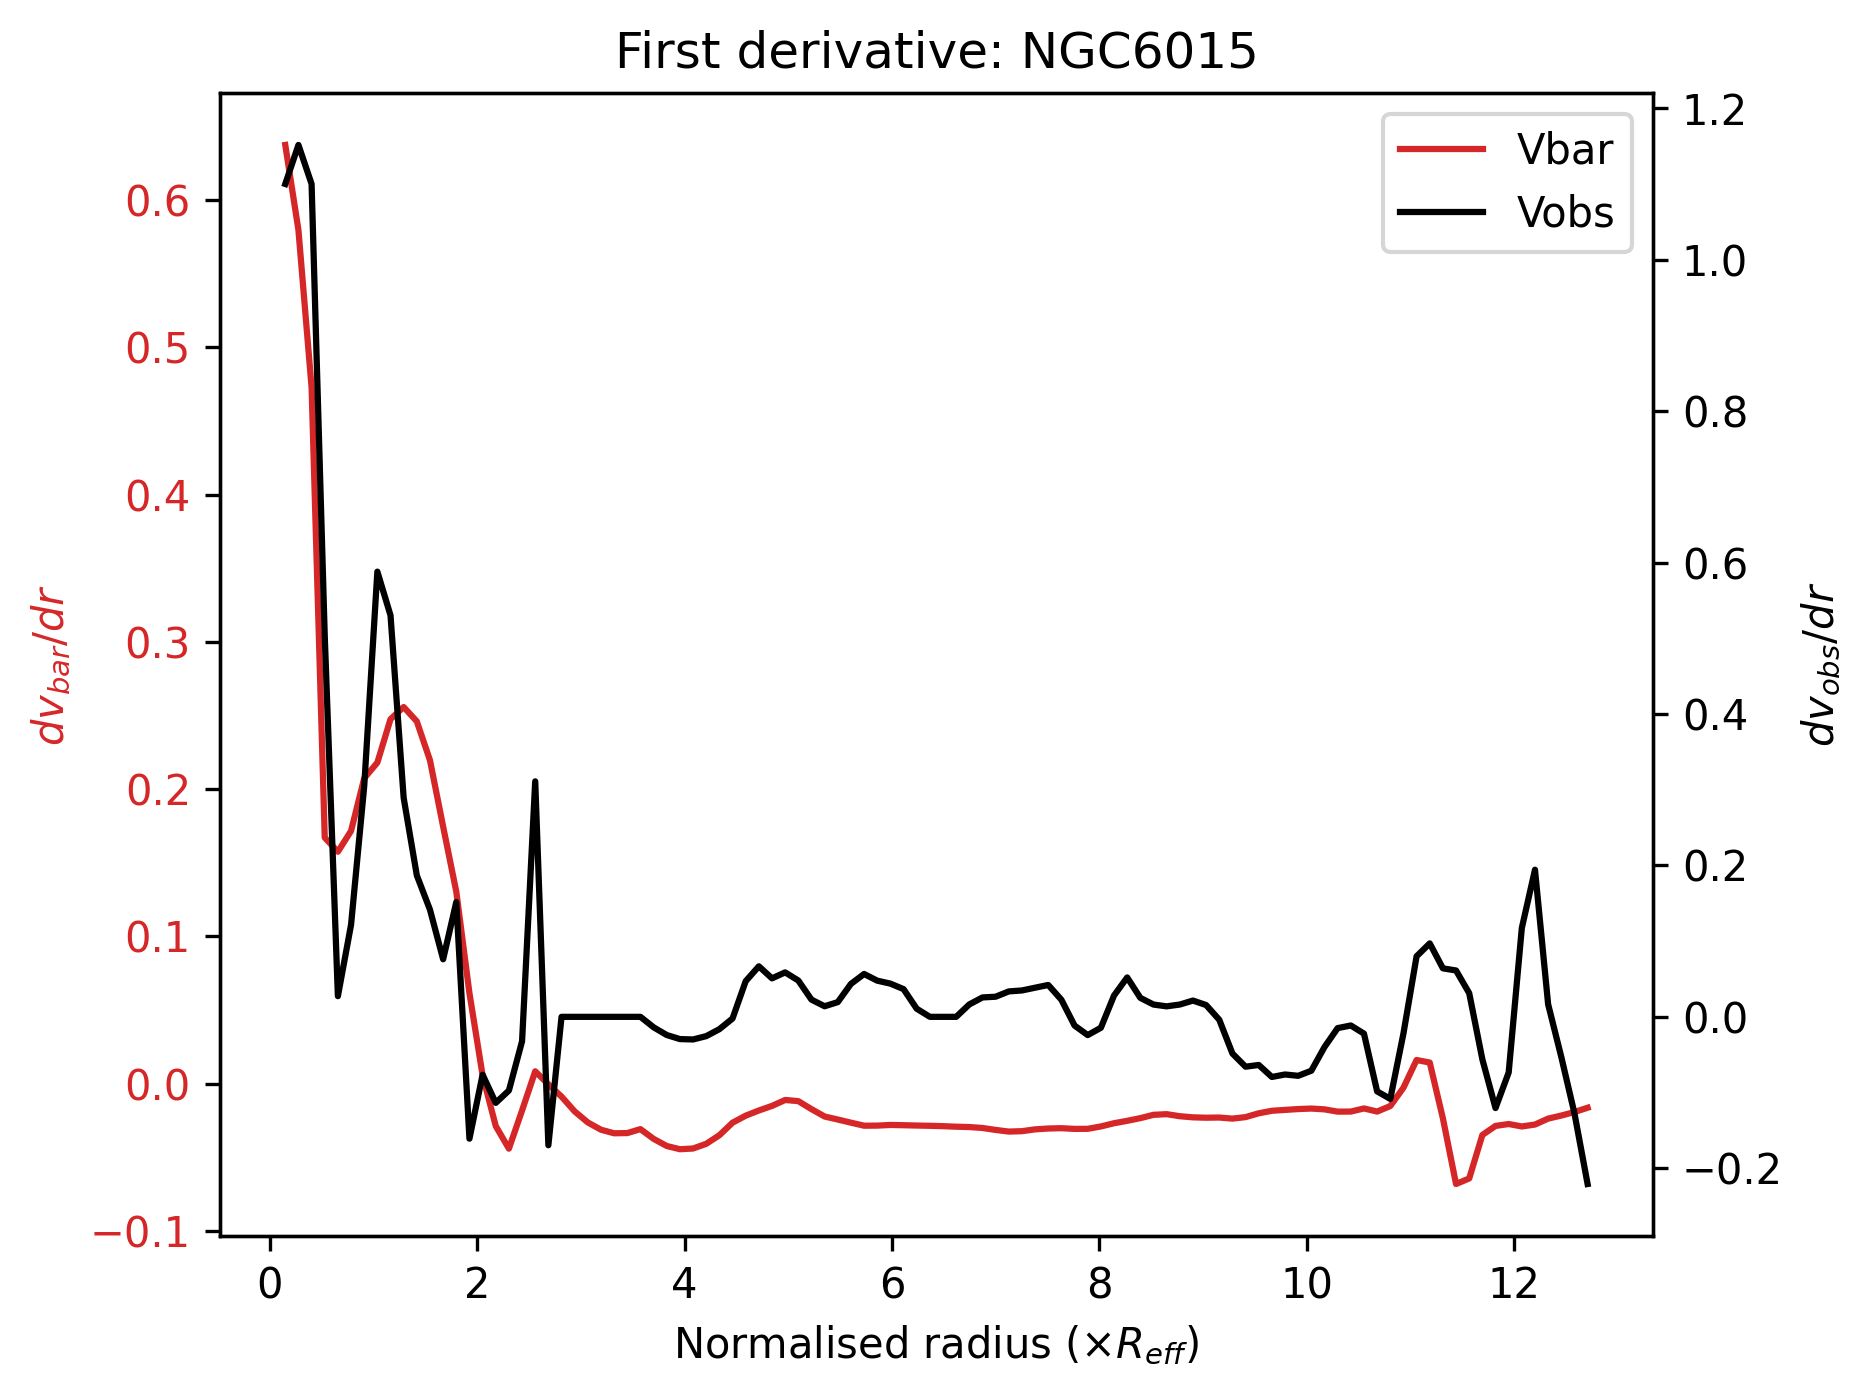 First derivative: NGC6015
Vbar
Vobs
0.6
0.5
0.4
0.3
0.2
0.1
0.0
−0.1
dv_bar/dr
1.2
1.0
0.8
0.6
0.4
0.2
0.0
−0.2
dv_obs/dr
0 2 4 6 8 10 12
Normalised radius (×R_eff)